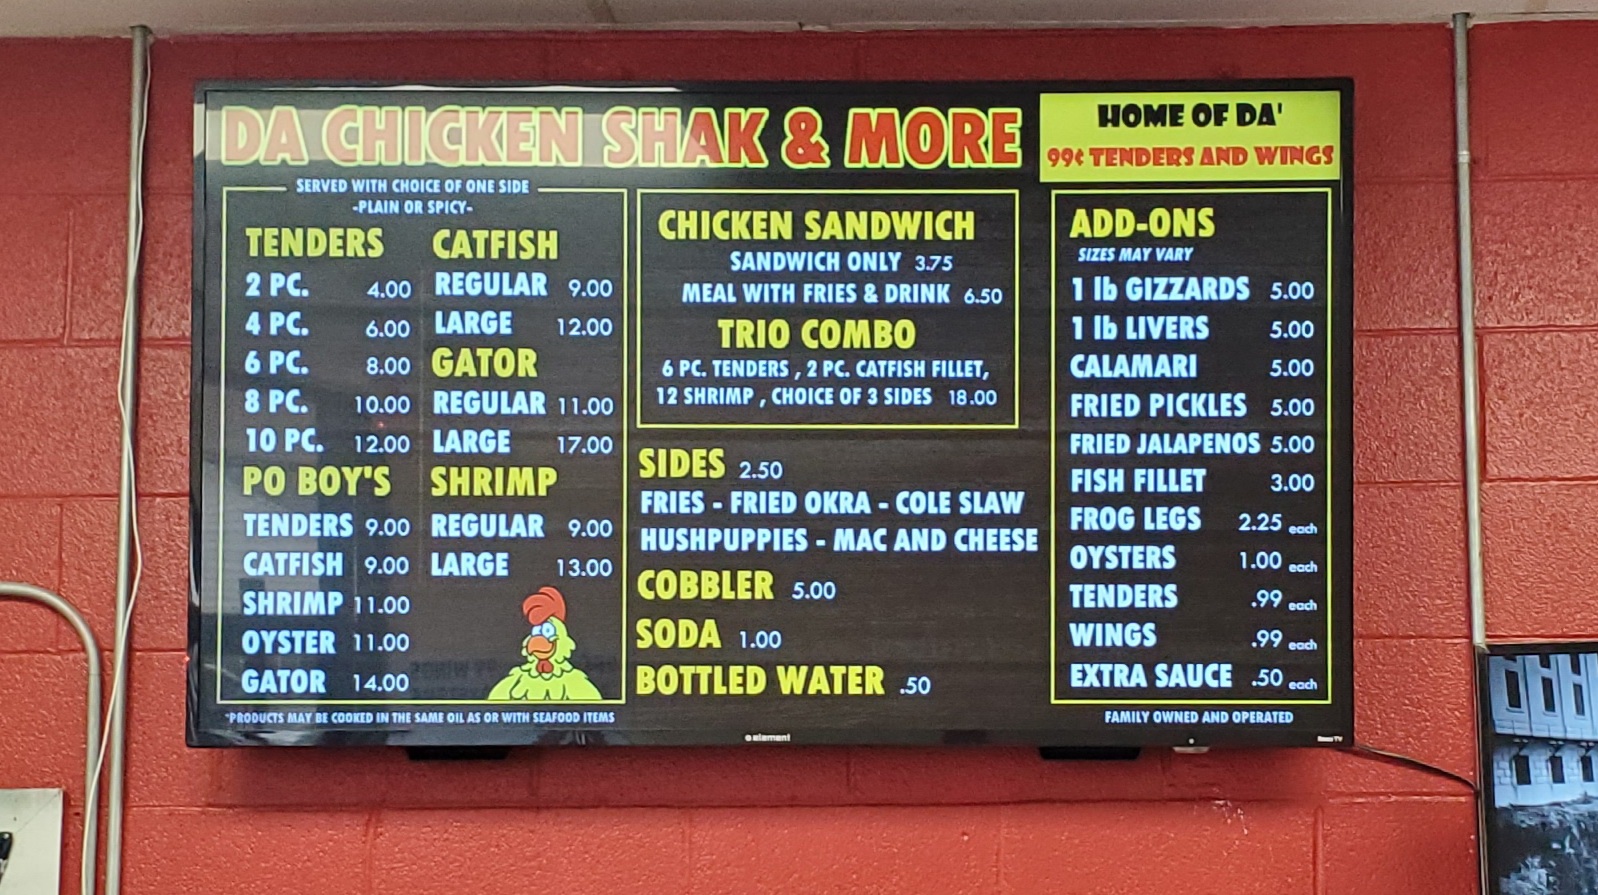 DA CHICKEN SHAK & MORE
HOME OF DA'
99¢ TENDERS AND WINGS
SERVED WITH CHOICE OF ONE SIDE
-PLAIN OR SPICY-
TENDERS
2 PC. 4.00
4 PC. 6.00
6 PC. 8.00
8 PC. 10.00
10 PC. 12.00
PO BOY'S
TENDERS 9.00
CATFISH 9.00
SHRIMP 11.00
OYSTER 11.00
GATOR 14.00
CATFISH
REGULAR 9.00
LARGE 12.00
GATOR
REGULAR 11.00
LARGE 17.00
SHRIMP
REGULAR 9.00
LARGE 13.00
*PRODUCTS MAY BE COOKED IN THE SAME OIL AS OR WITH SEAFOOD ITEMS
CHICKEN SANDWICH
SANDWICH ONLY 3.75
MEAL WITH FRIES & DRINK 6.50
TRIO COMBO
6 PC. TENDERS , 2 PC. CATFISH FILLET,
12 SHRIMP , CHOICE OF 3 SIDES 18.00
SIDES 2.50
FRIES - FRIED OKRA - COLE SLAW
HUSHPUPPIES - MAC AND CHEESE
COBBLER 5.00
SODA 1.00
BOTTLED WATER .50
ADD-ONS
SIZES MAY VARY
1 lb GIZZARDS 5.00
1 lb LIVERS 5.00
CALAMARI 5.00
FRIED PICKLES 5.00
FRIED JALAPENOS 5.00
FISH FILLET 3.00
FROG LEGS 2.25 each
OYSTERS 1.00 each
TENDERS .99 each
WINGS .99 each
EXTRA SAUCE .50 each
FAMILY OWNED AND OPERATED
element
Roku TV